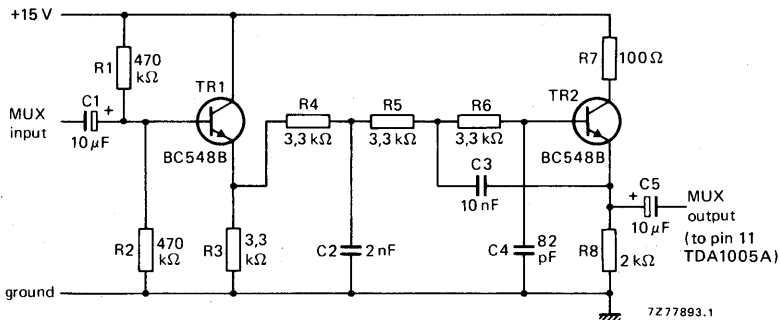 +15 V
R1
470
kΩ
C1
+
MUX
input
10 μF
TR1
BC548B
R2
470
kΩ
R3
3,3
kΩ
R4
3,3 kΩ
R5
3,3 kΩ
R6
3,3 kΩ
C2
2 nF
C3
10 nF
C4
82
pF
TR2
BC548B
R7
100 Ω
R8
2 kΩ
+
C5
10 μF
MUX
output
(to pin 11
TDA1005A)
ground
7Z77893.1